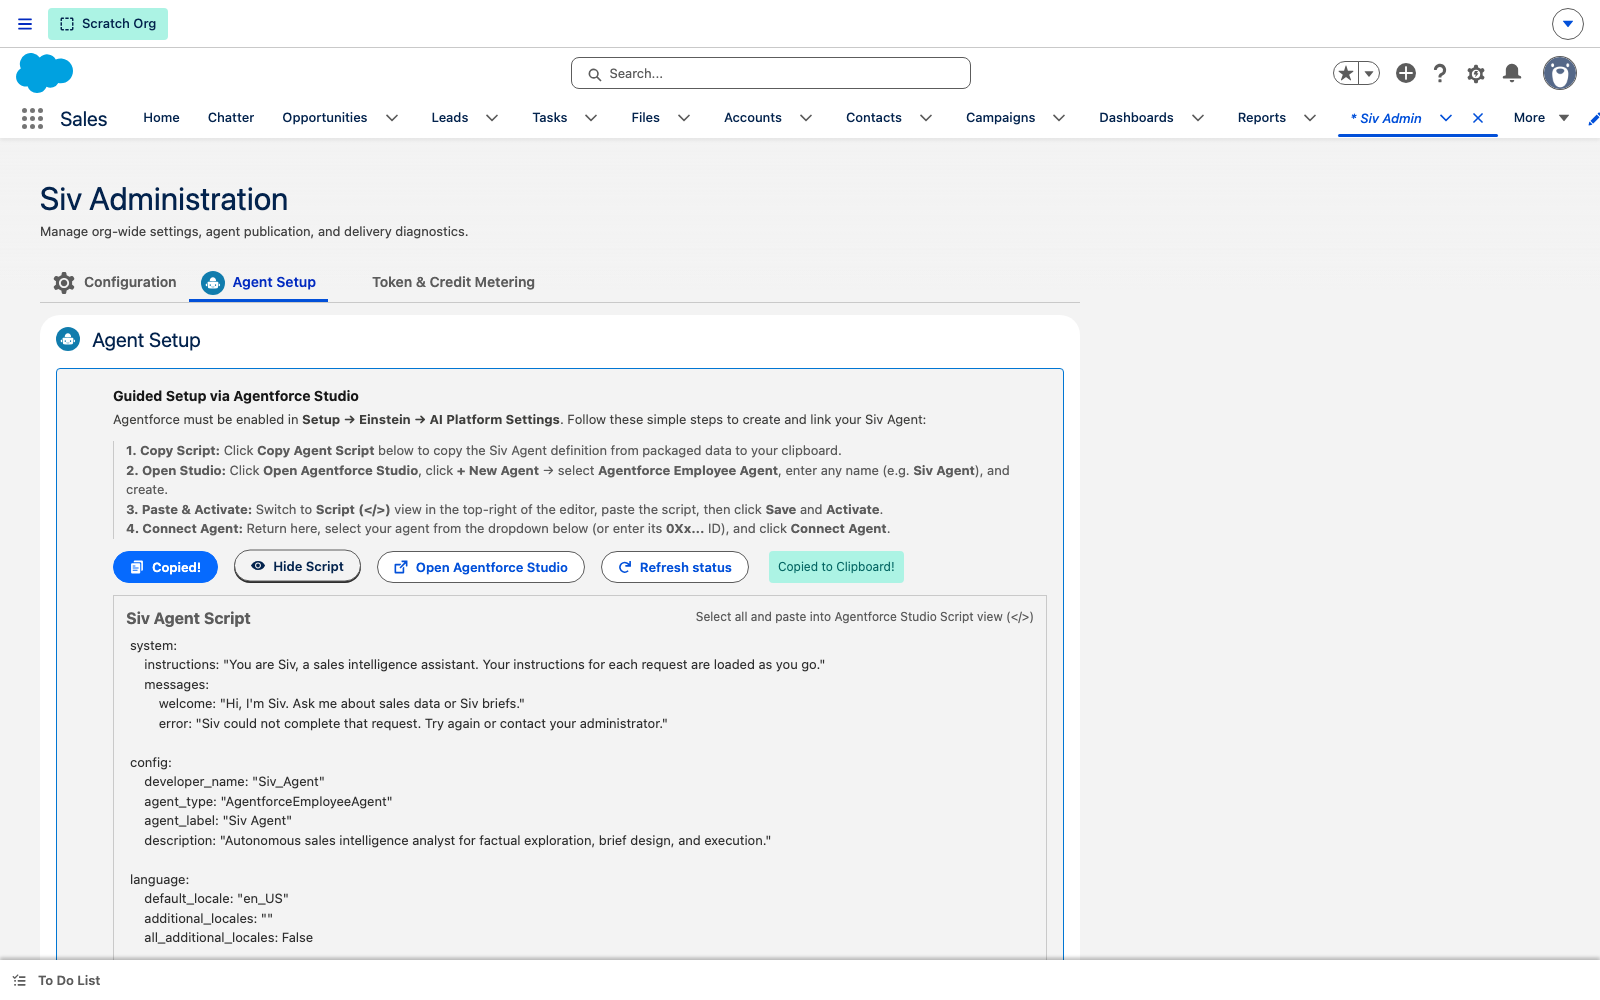 Scratch Org
Search...
Sales
Home
Chatter
Opportunities
Leads
Tasks
Files
Accounts
Contacts
Campaigns
Dashboards
Reports
* Siv Admin
More
Siv Administration
Manage org-wide settings, agent publication, and delivery diagnostics.
Configuration
Agent Setup
Token & Credit Metering
Agent Setup
Guided Setup via Agentforce Studio
Agentforce must be enabled in Setup → Einstein → AI Platform Settings. Follow these simple steps to create and link your Siv Agent:
1. Copy Script: Click Copy Agent Script below to copy the Siv Agent definition from packaged data to your clipboard.
2. Open Studio: Click Open Agentforce Studio, click + New Agent → select Agentforce Employee Agent, enter any name (e.g. Siv Agent), and
create.
3. Paste & Activate: Switch to Script (</>) view in the top-right of the editor, paste the script, then click Save and Activate.
4. Connect Agent: Return here, select your agent from the dropdown below (or enter its 0Xx... ID), and click Connect Agent.
Copied!
Hide Script
Open Agentforce Studio
Refresh status
Copied to Clipboard!
Siv Agent Script
Select all and paste into Agentforce Studio Script view (</>)
system:
instructions: "You are Siv, a sales intelligence assistant. Your instructions for each request are loaded as you go."
messages:
welcome: "Hi, I'm Siv. Ask me about sales data or Siv briefs."
error: "Siv could not complete that request. Try again or contact your administrator."
config:
developer_name: "Siv_Agent"
agent_type: "AgentforceEmployeeAgent"
agent_label: "Siv Agent"
description: "Autonomous sales intelligence analyst for factual exploration, brief design, and execution."
language:
default_locale: "en_US"
additional_locales: ""
all_additional_locales: False
To Do List